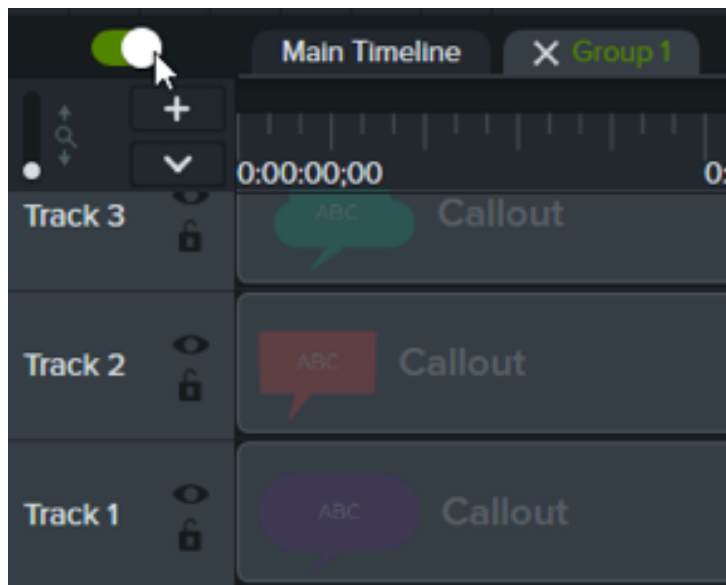 Main Timeline
Group 1
0:00:00;00
0:
Track 3
ABC
Callout
Track 2
ABC
Callout
Track 1
ABC
Callout